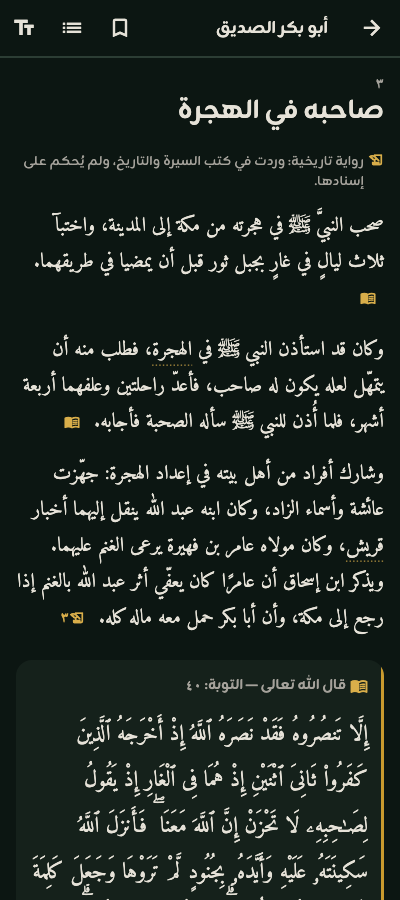 أبو بكر الصديق
٣
صاحبه في الهجرة
رواية تاريخية: وردت في كتب السيرة والتاريخ، ولم يُحكم على
إسنادها.
صحب النبيَّ ﷺ في هجرته من مكة إلى المدينة، واختبآ
ثلاث ليالٍ في غارٍ بجبل ثور قبل أن يمضيا في طريقهما.
وكان قد استأذن النبي ﷺ في الهجرة، فطلب منه أن
يتمهّل لعله يكون له صاحب، فأعدّ راحلتين وعلفهما أربعة
أشهر، فلما أُذن للنبي ﷺ سأله الصحبة فأجابه.
وشارك أفراد من أهل بيته في إعداد الهجرة: جهّزت
عائشة وأسماء الزاد، وكان ابنه عبد الله ينقل إليهما أخبار
قريش، وكان مولاه عامر بن فهيرة يرعى الغنم عليهما.
ويذكر ابن إسحاق أن عامرًا كان يعفّي أثر عبد الله بالغنم إذا
رجع إلى مكة، وأن أبا بكر حمل معه ماله كله. ٣
قال الله تعالى — التوبة: ٤٠
إِلَّا تَنصُرُوهُ فَقَدْ نَصَرَهُ ٱللَّهُ إِذْ أَخْرَجَهُ ٱلَّذِينَ
كَفَرُوا۟ ثَانِىَ ٱثْنَيْنِ إِذْ هُمَا فِى ٱلْغَارِ إِذْ يَقُولُ
لِصَـٰحِبِهِۦ لَا تَحْزَنْ إِنَّ ٱللَّهَ مَعَنَا ۖ فَأَنزَلَ ٱللَّهُ
سَكِينَتَهُۥ عَلَيْهِ وَأَيَّدَهُۥ بِجُنُودٍ لَّمْ تَرَوْهَا وَجَعَلَ كَلِمَةَ